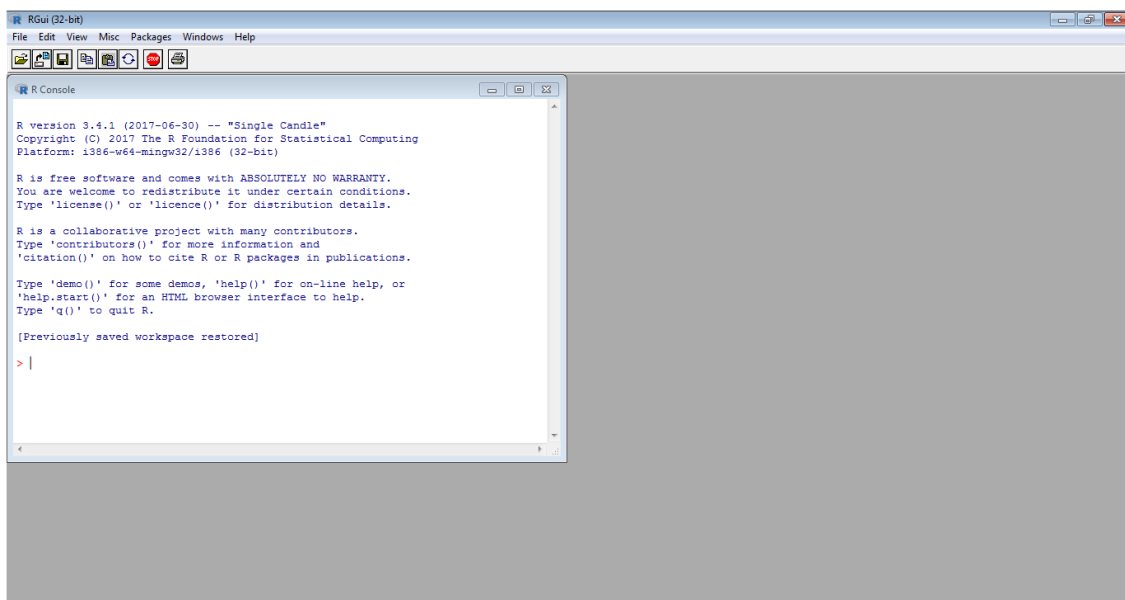 RGui (32-bit)
File Edit View Misc Packages Windows Help
STOP
R Console
R version 3.4.1 (2017-06-30) -- "Single Candle"
Copyright (C) 2017 The R Foundation for Statistical Computing
Platform: i386-w64-mingw32/i386 (32-bit)
R is free software and comes with ABSOLUTELY NO WARRANTY.
You are welcome to redistribute it under certain conditions.
Type 'license()' or 'licence()' for distribution details.
R is a collaborative project with many contributors.
Type 'contributors()' for more information and
'citation()' on how to cite R or R packages in publications.
Type 'demo()' for some demos, 'help()' for on-line help, or
'help.start()' for an HTML browser interface to help.
Type 'q()' to quit R.
[Previously saved workspace restored]
>